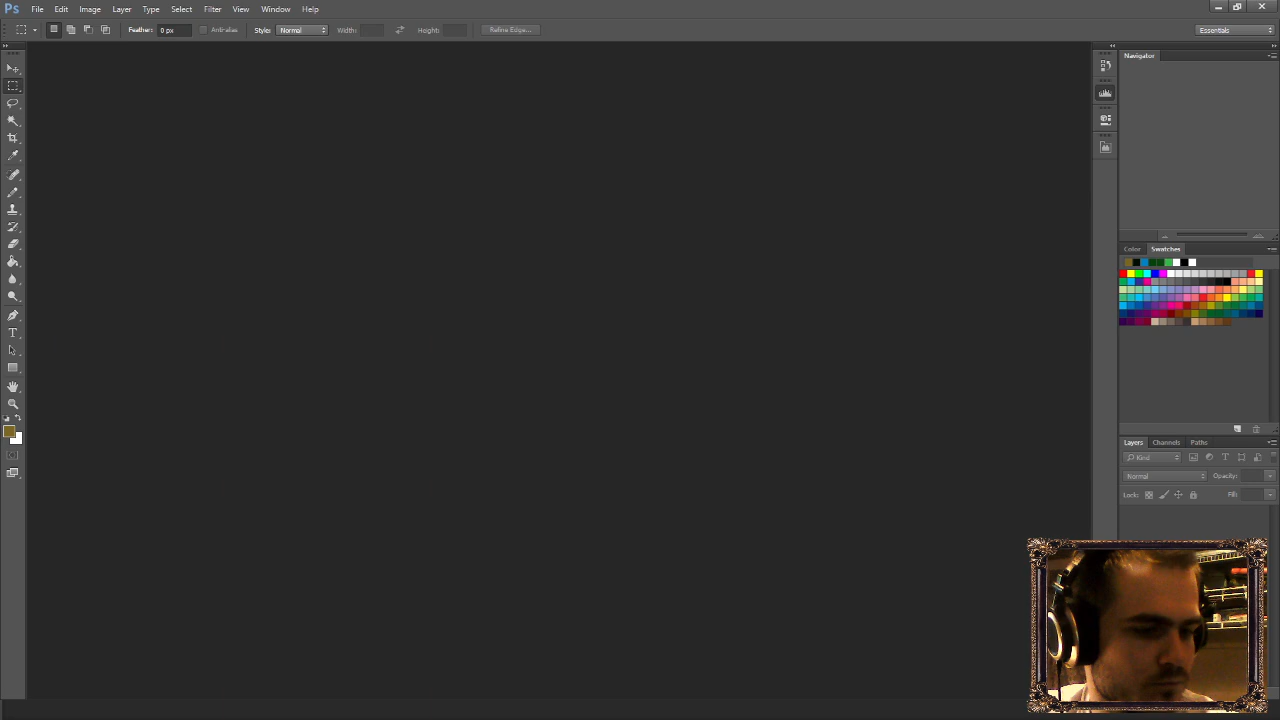 Ps File Edit Image Layer Type Select Filter View Window Help
Feather: 0 px Anti-alias Style: Normal Width: Height: Refine Edge... Essentials
Navigator
Color Swatches
Layers Channels Paths
Kind T
Normal Opacity:
Lock: Fill:
T